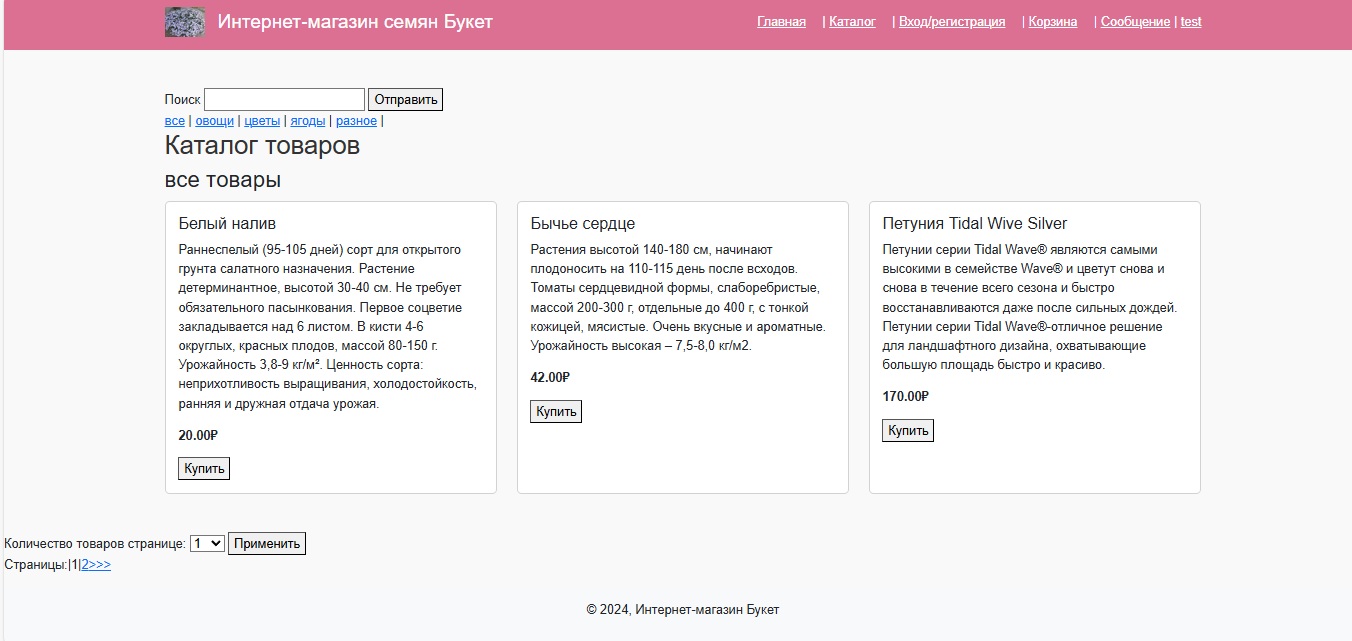 Интернет-магазин семян Букет
Главная | Каталог | Вход/регистрация | Корзина | Сообщение | test
Поиск Отправить
все | овощи | цветы | ягоды | разное |
Каталог товаров
все товары
Белый налив
Раннеспелый (95-105 дней) сорт для открытого
грунта салатного назначения. Растение
детерминантное, высотой 30-40 см. Не требует
обязательного пасынкования. Первое соцветие
закладывается над 6 листом. В кисти 4-6
округлых, красных плодов, массой 80-150 г.
Урожайность 3,8-9 кг/м². Ценность сорта:
неприхотливость выращивания, холодостойкость,
ранняя и дружная отдача урожая.
20.00₽
Купить
Бычье сердце
Растения высотой 140-180 см, начинают
плодоносить на 110-115 день после всходов.
Томаты сердцевидной формы, слаборебристые,
массой 200-300 г, отдельные до 400 г, с тонкой
кожицей, мясистые. Очень вкусные и ароматные.
Урожайность высокая – 7,5-8,0 кг/м2.
42.00₽
Купить
Петуния Tidal Wive Silver
Петунии серии Tidal Wave® являются самыми
высокими в семействе Wave® и цветут снова и
снова в течение всего сезона и быстро
восстанавливаются даже после сильных дождей.
Петунии серии Tidal Wave®-отличное решение
для ландшафтного дизайна, охватывающие
большую площадь быстро и красиво.
170.00₽
Купить
Количество товаров странице: 1 Применить
Страницы:|1|2>>>
© 2024, Интернет-магазин Букет